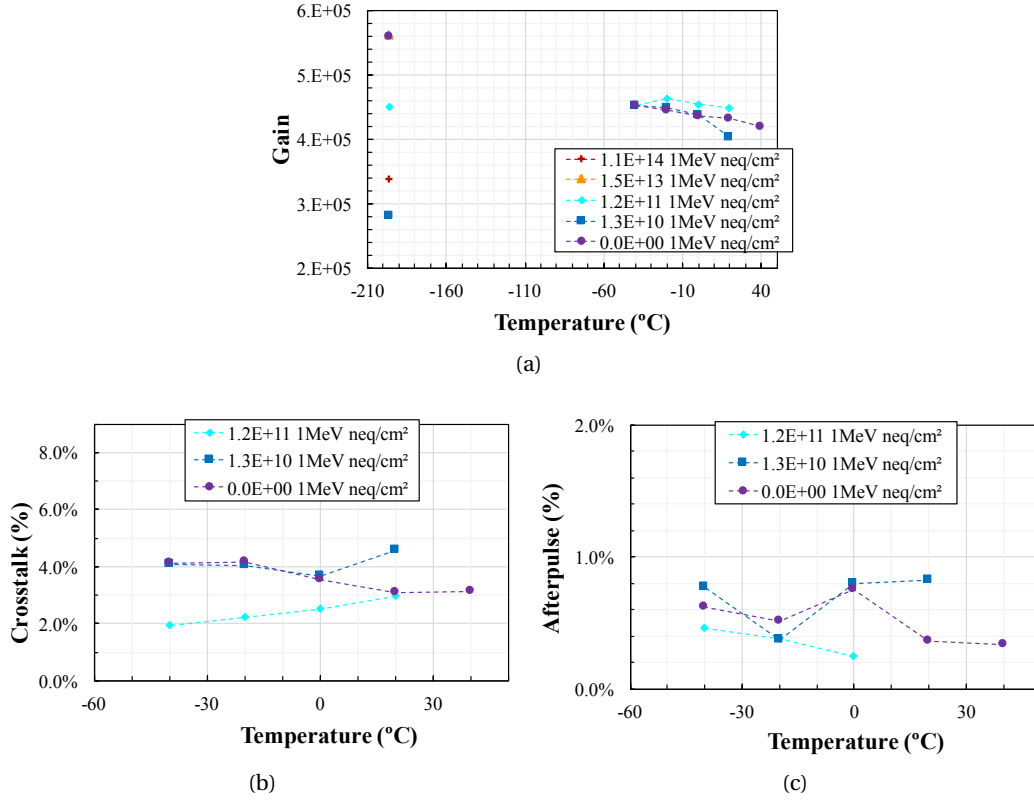 6.E+05
5.E+05
4.E+05
3.E+05
2.E+05
Gain
1.1E+14 1MeV neq/cm²
1.5E+13 1MeV neq/cm²
1.2E+11 1MeV neq/cm²
1.3E+10 1MeV neq/cm²
0.0E+00 1MeV neq/cm²
-210 -160 -110 -60 -10 40
Temperature (ºC)
(a)
1.2E+11 1MeV neq/cm²
1.3E+10 1MeV neq/cm²
0.0E+00 1MeV neq/cm²
8.0%
6.0%
4.0%
2.0%
0.0%
Crosstalk (%)
-60 -30 0 30
Temperature (ºC)
(b)
1.2E+11 1MeV neq/cm²
1.3E+10 1MeV neq/cm²
0.0E+00 1MeV neq/cm²
2.0%
1.0%
0.0%
Afterpulse (%)
-60 -30 0 30
Temperature (ºC)
(c)